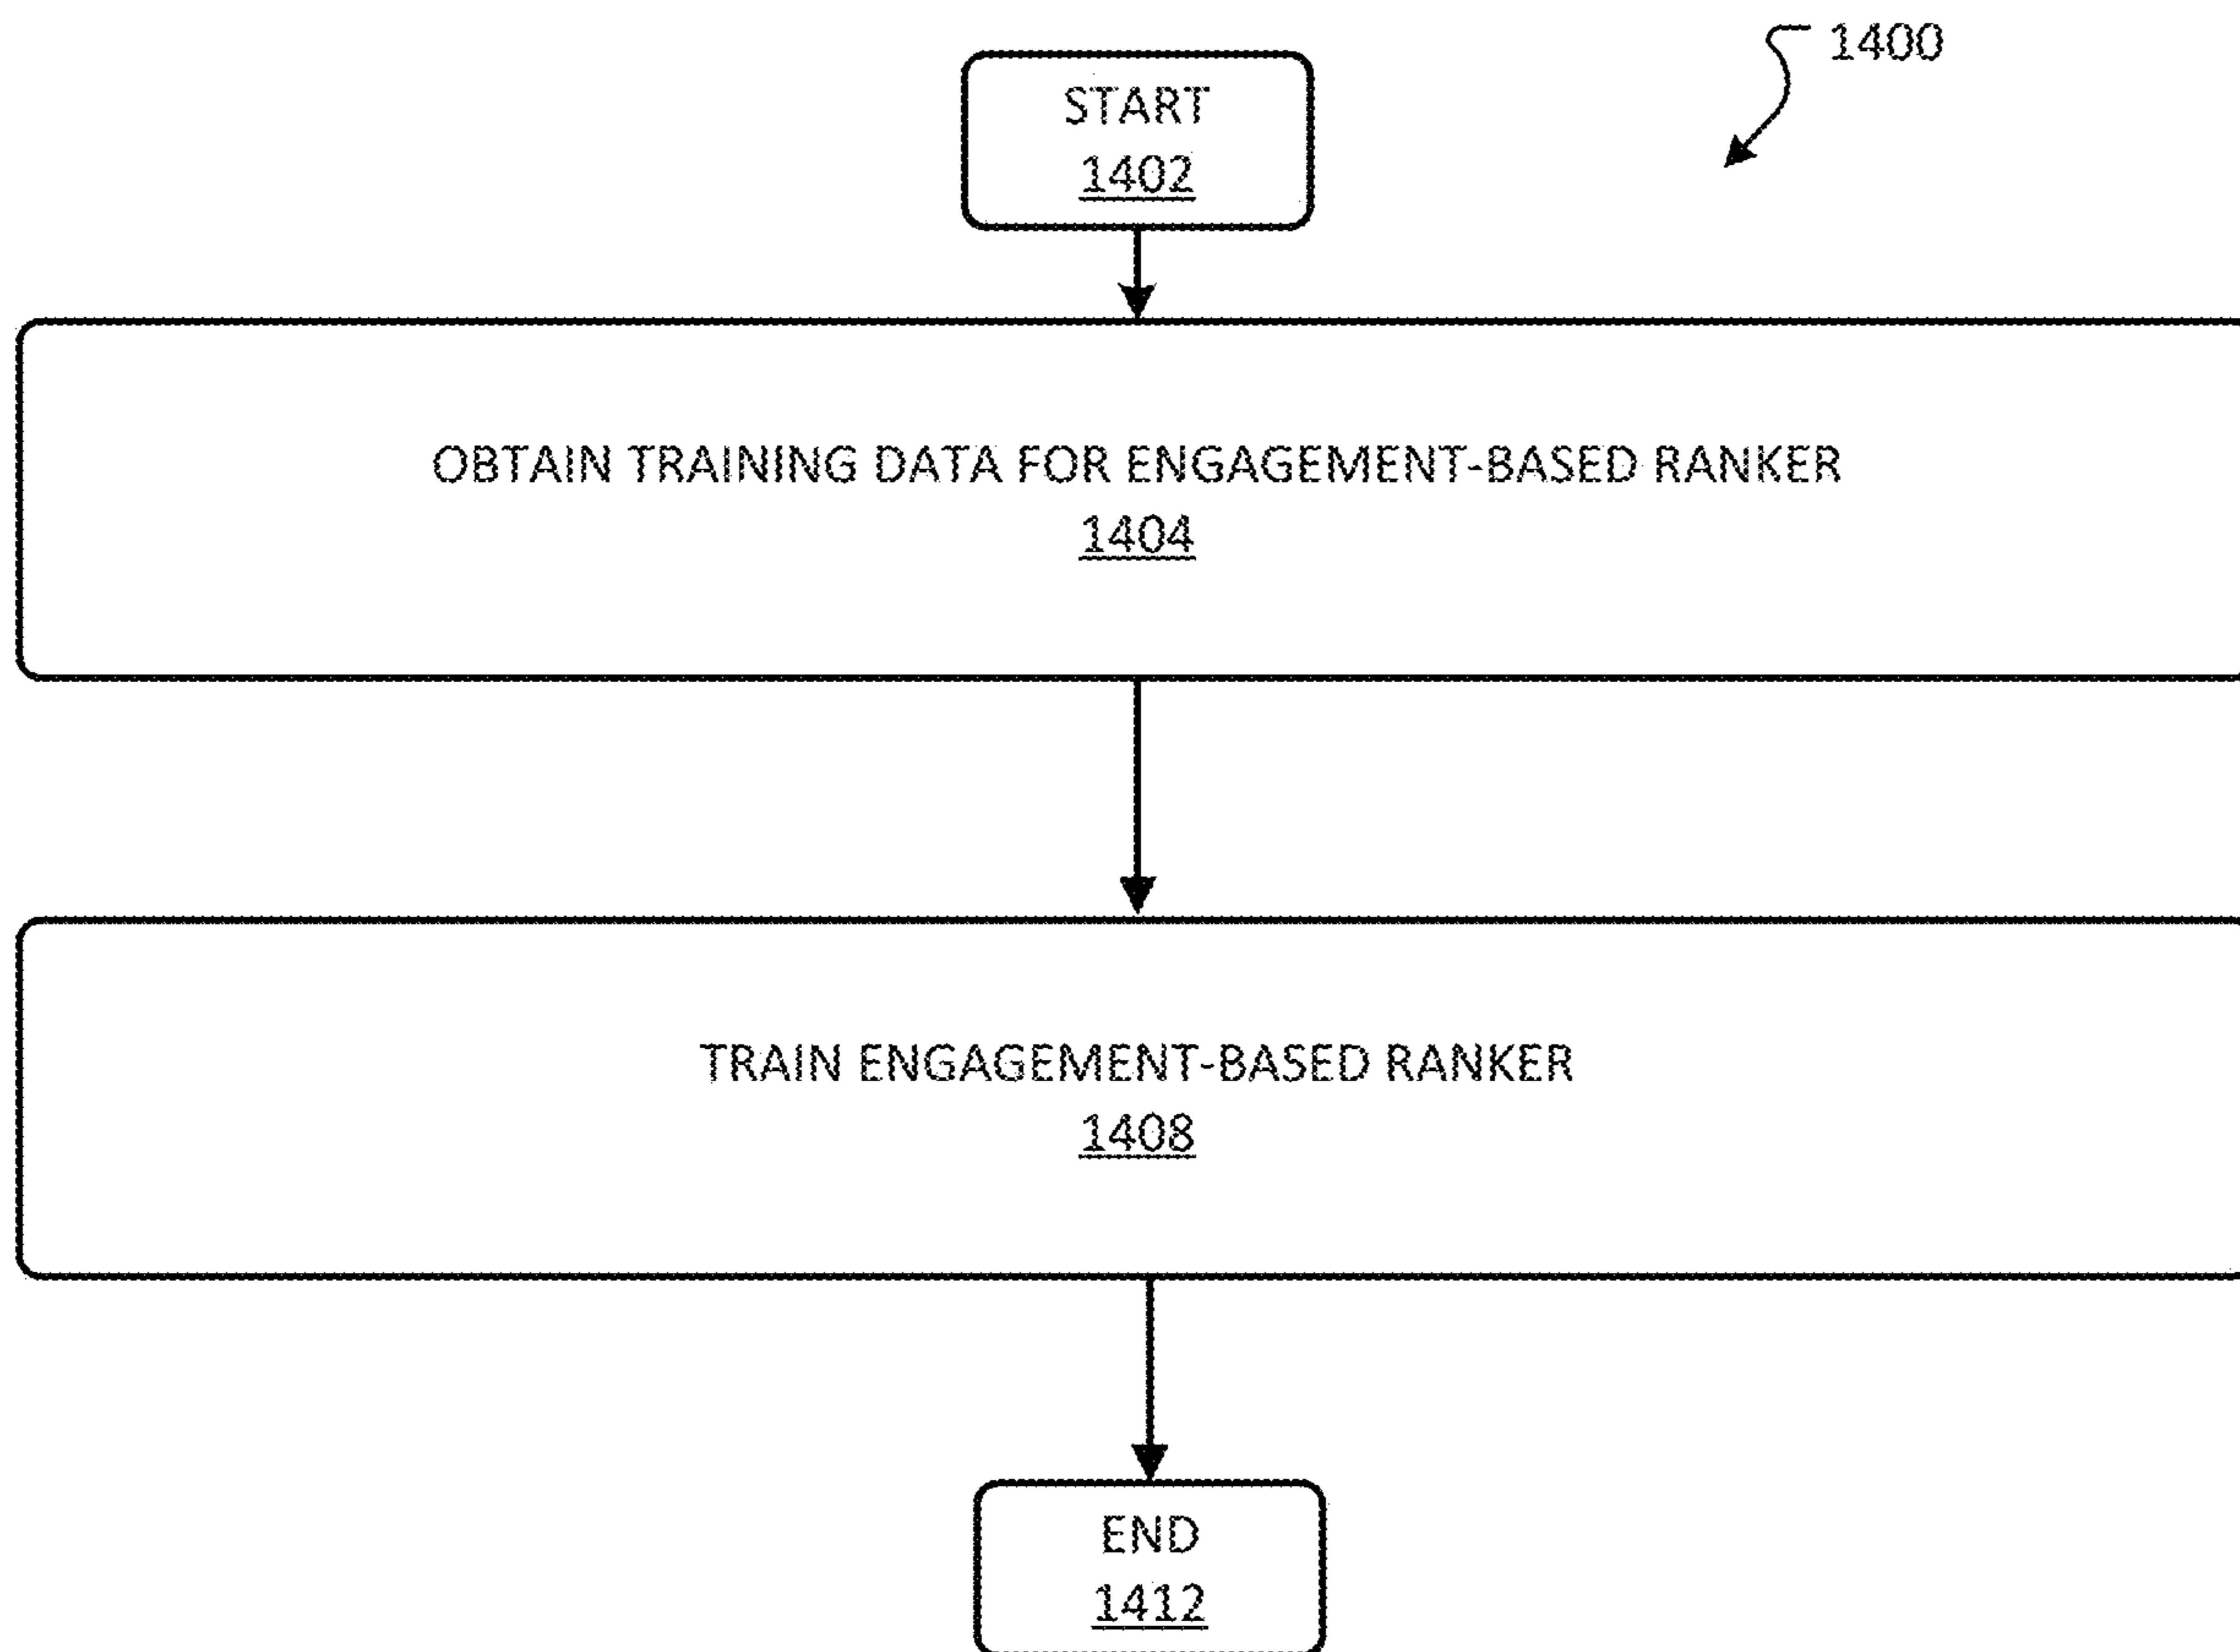 1400
START
1402
OBTAIN TRAINING DATA FOR ENGAGEMENT-BASED RANKER
1404
TRAIN ENGAGEMENT-BASED RANKER
1408
END
1412